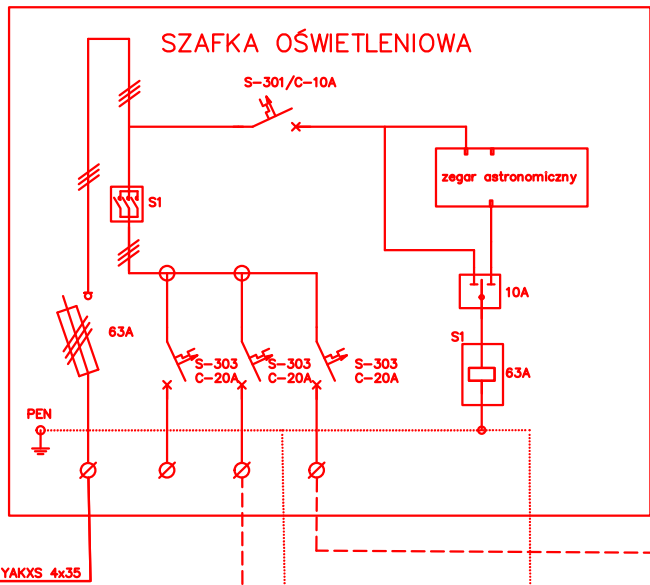 SZAFKA OŚWIETLENIOWA
S-301/C-10A
zegar astronomiczny
S1
10A
63A
S1
S-303
C-20A
S-303
C-20A
S-303
C-20A
63A
PEN
YAKXS 4x35